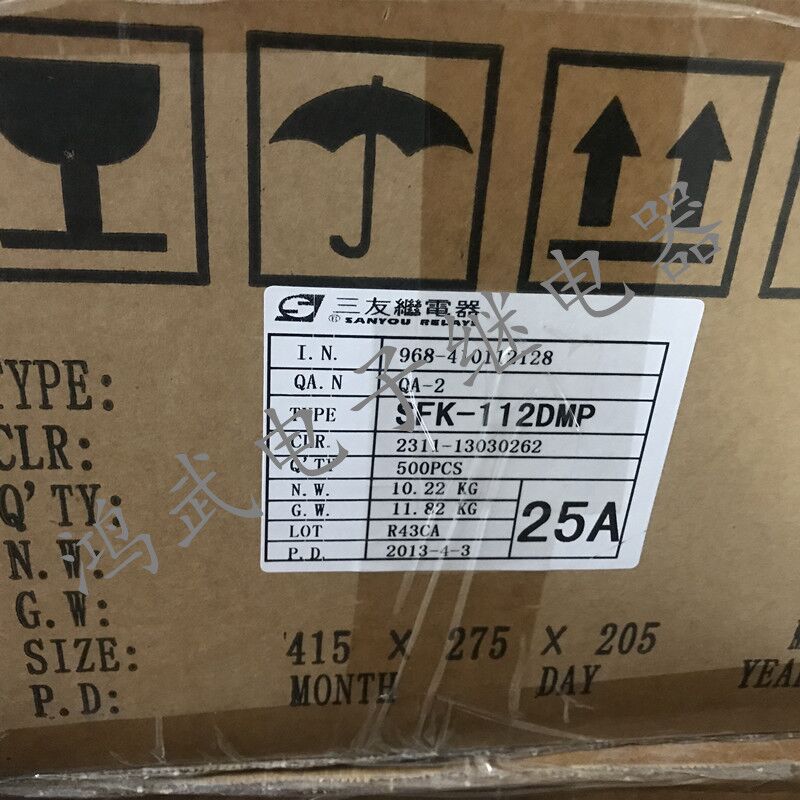 三友繼電器
® SANYOU RELAYS
I.N. 968-410112128
QA.N QA-2
TYPE SFK-112DMP
CLR. 2311-13030262
Q'TY 500PCS
N.W. 10.22 KG
G.W. 11.82 KG
25A
LOT R43CA
P.D. 2013-4-3
TYPE:
CLR:
Q'TY:
N.W:
G.W:
SIZE: 415 X 275 X 205
P.D: MONTH DAY
鸿武电子继电器